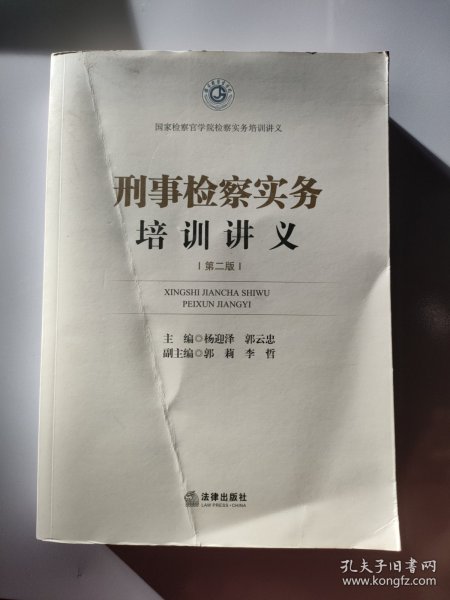 国家检察官学院检察实务培训讲义
刑事检察实务
培训讲义
|第二版|
XINGSHI JIANCHA SHIWU
PEIXUN JIANGYI
主 编◎杨迎泽 郭云忠
副主编◎郭 莉 李 哲
法律出版社
LAW PRESS·CHINA
孔夫子旧书网
www.kongfz.com